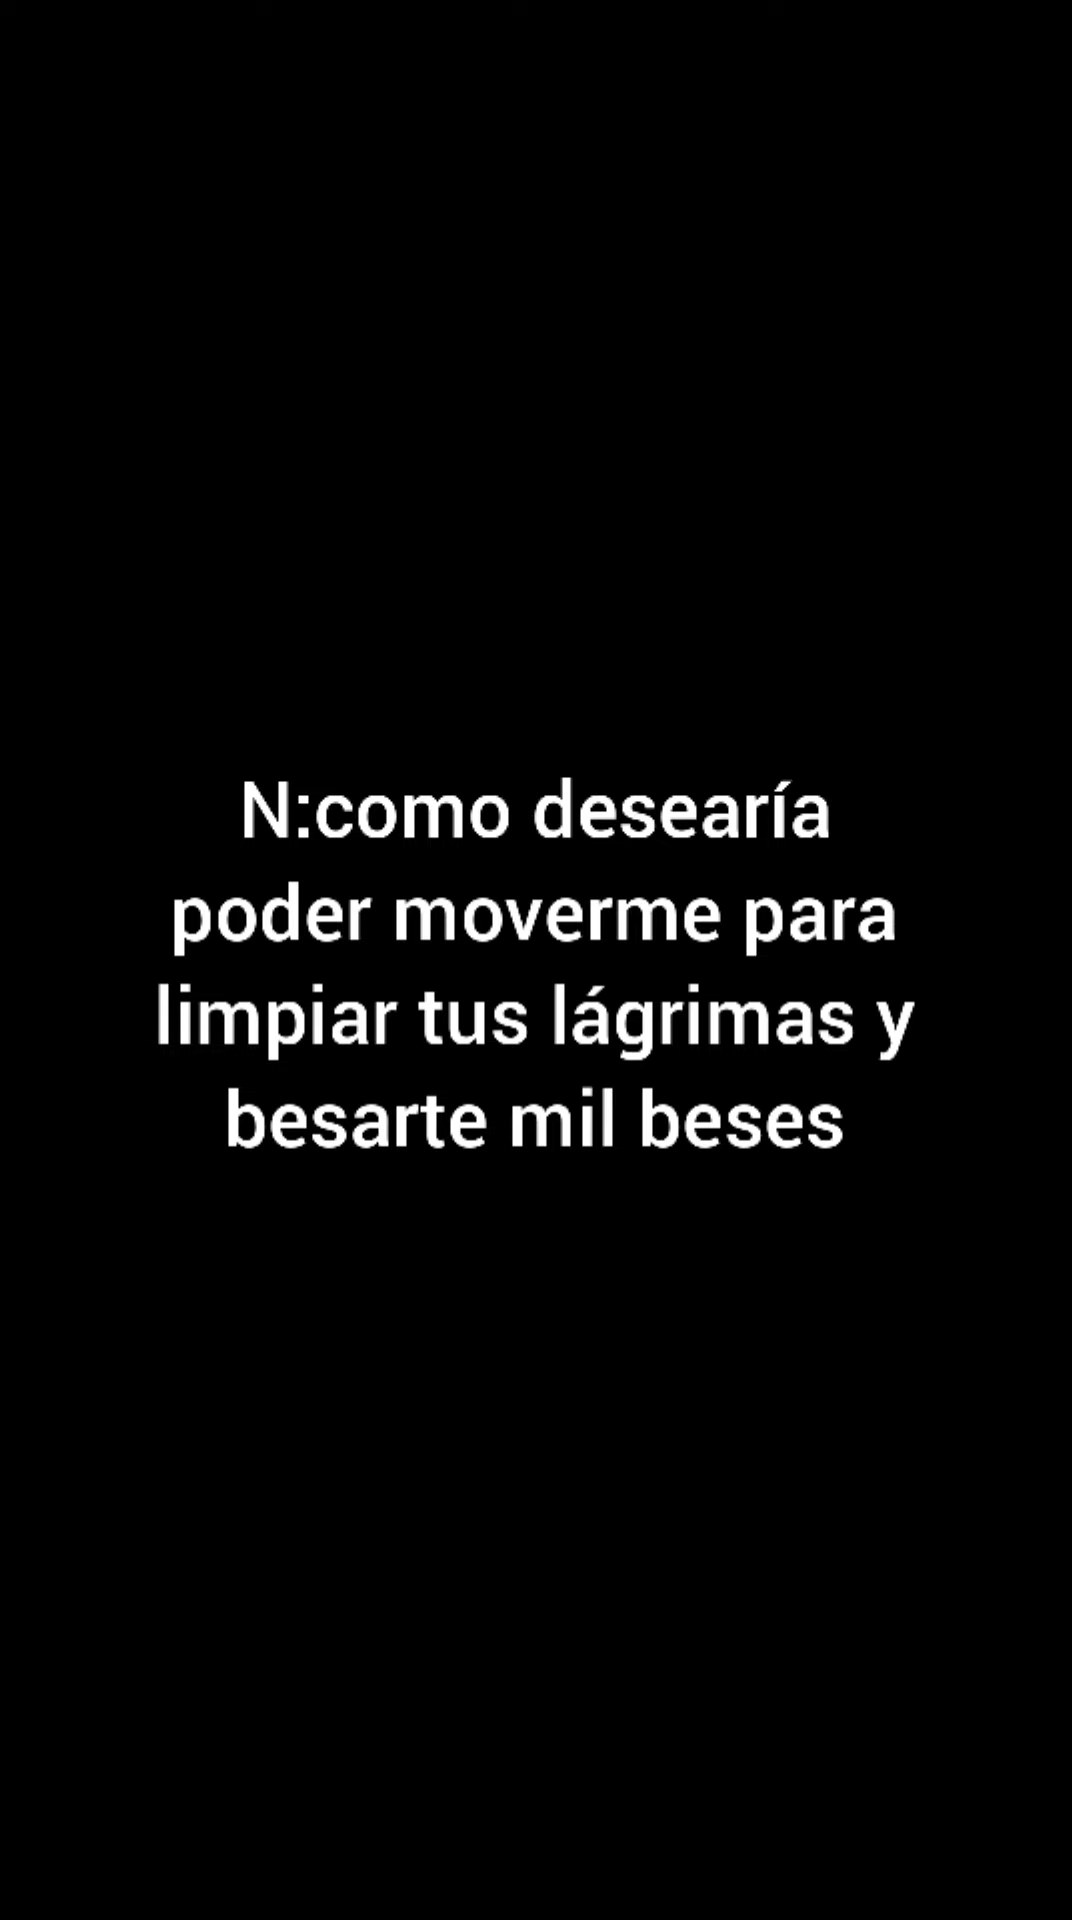 N:como desearía
poder moverme para
limpiar tus lágrimas y
besarte mil beses